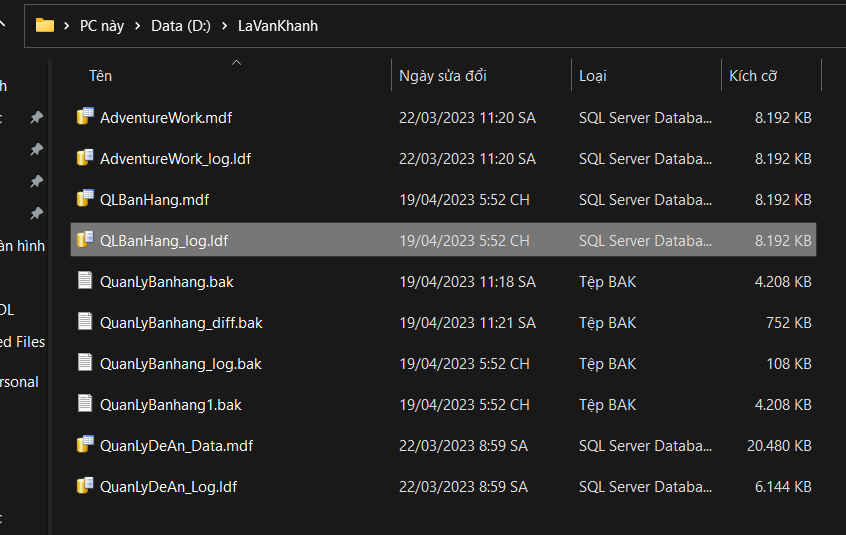 PC này > Data (D:) > LaVanKhanh
Tên Ngày sửa đổi Loại Kích cỡ
AdventureWork.mdf 22/03/2023 11:20 SA SQL Server Databa... 8.192 KB
AdventureWork_log.ldf 22/03/2023 11:20 SA SQL Server Databa... 8.192 KB
QLBanHang.mdf 19/04/2023 5:52 CH SQL Server Databa... 8.192 KB
àn hình QLBanHang_log.ldf 19/04/2023 5:52 CH SQL Server Databa... 8.192 KB
QuanLyBanhang.bak 19/04/2023 11:18 SA Tệp BAK 4.208 KB
QuanLyBanhang_diff.bak 19/04/2023 11:21 SA Tệp BAK 752 KB
ed Files QuanLyBanhang_log.bak 19/04/2023 5:52 CH Tệp BAK 108 KB
rsonal QuanLyBanhang1.bak 19/04/2023 5:52 CH Tệp BAK 4.208 KB
QuanLyDeAn_Data.mdf 22/03/2023 8:59 SA SQL Server Databa... 20.480 KB
QuanLyDeAn_Log.ldf 22/03/2023 8:59 SA SQL Server Databa... 6.144 KB